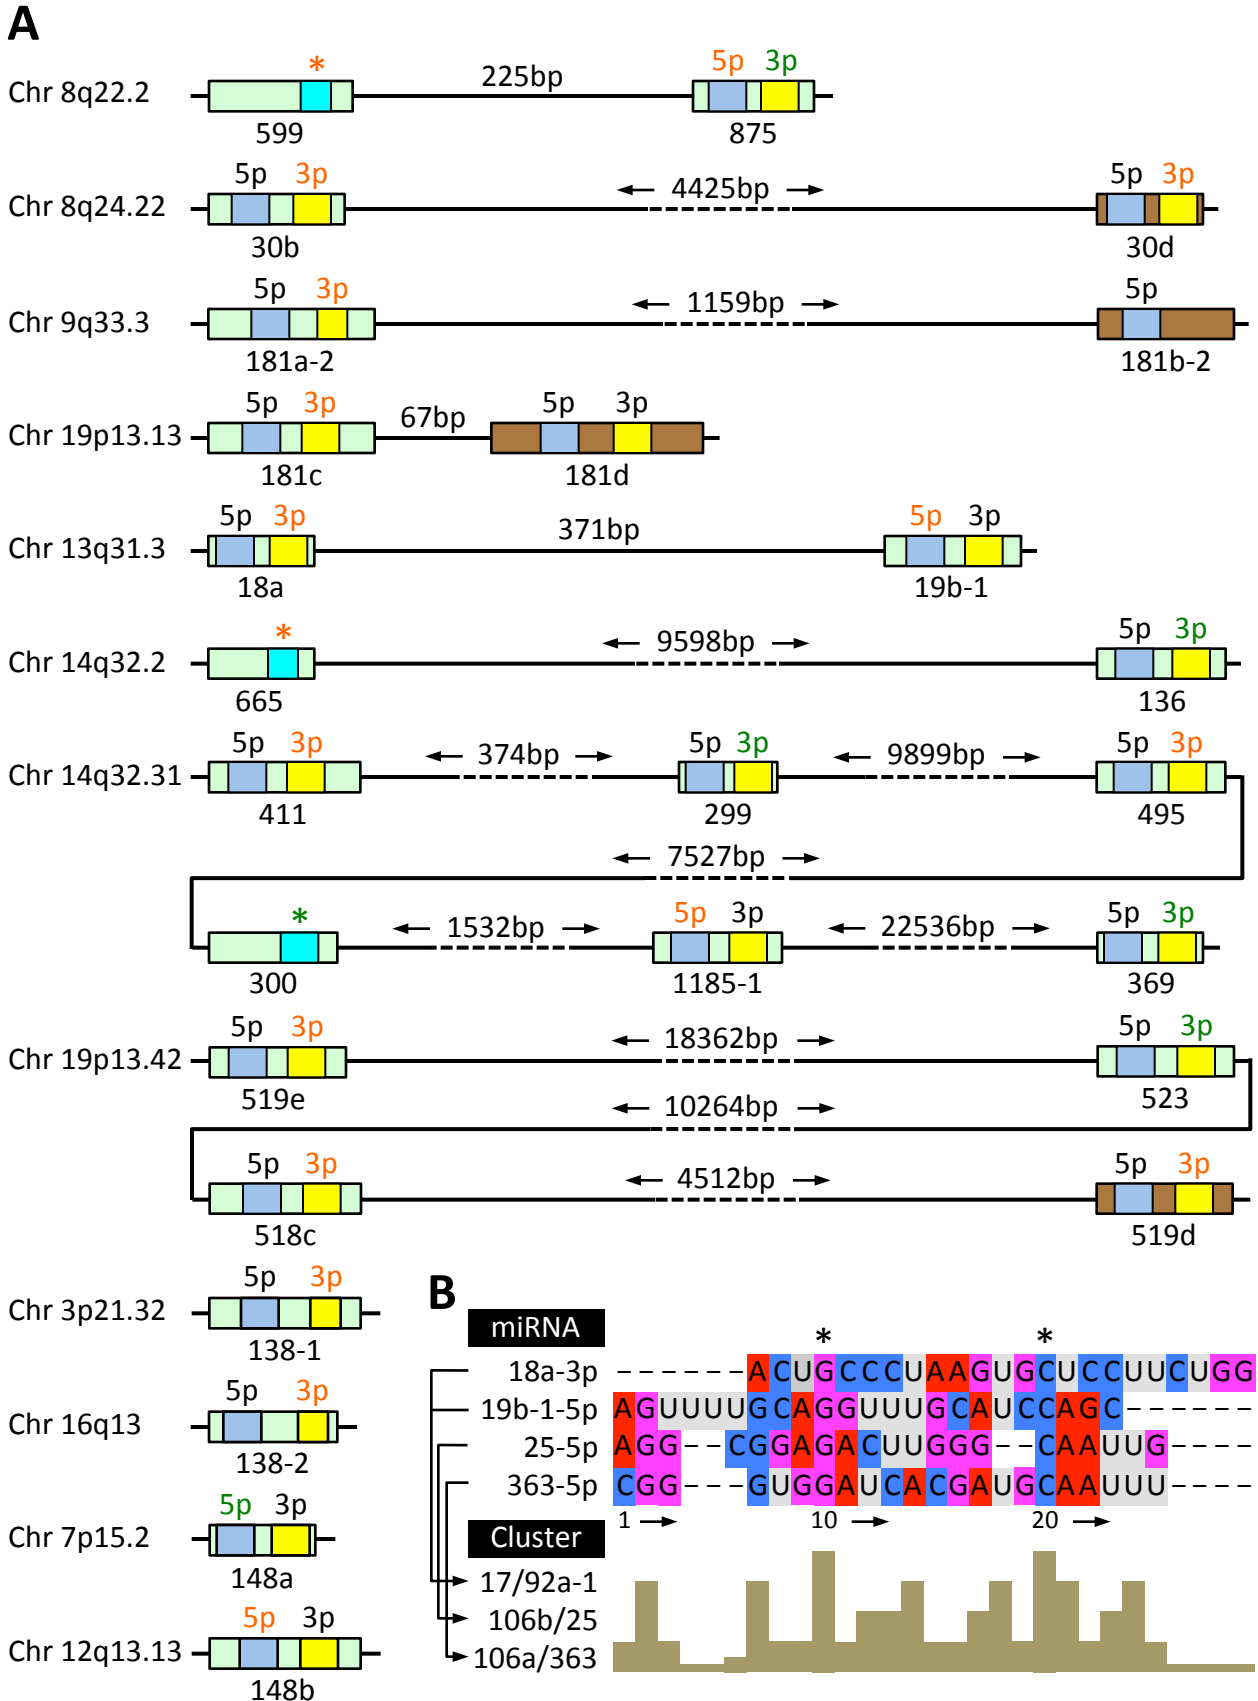 A
* 5p 3p
Chr 8q22.2 225bp
599 875
5p 3p 4425bp 5p 3p
Chr 8q24.22
30b 30d
5p 3p 1159bp 5p
Chr 9q33.3
181a-2 181b-2
5p 3p 67bp 5p 3p
Chr 19p13.13
181c 181d
5p 3p 371bp 5p 3p
Chr 13q31.3
18a 19b-1
* 9598bp 5p 3p
Chr 14q32.2
665 136
5p 3p 374bp 5p 3p 9899bp 5p 3p
Chr 14q32.31
411 299 495
7527bp
* 1532bp 5p 3p 22536bp 5p 3p
300 1185-1 369
5p 3p 18362bp 5p 3p
Chr 19p13.42
519e 523
10264bp
5p 3p 4512bp 5p 3p
518c 519d
5p 3p
Chr 3p21.32
138-1
5p 3p
Chr 16q13
138-2
5p 3p
Chr 7p15.2
148a
5p 3p
Chr 12q13.13
148b
B
miRNA * *
18a-3p ------ACUGCCCUAAGUGCUCCUUCUGG
19b-1-5p AGUUUUGCAGGUUUGCAUCCAGC------
25-5p AGG--CGGAGACUUGGG--CAAUUG----
363-5p CGG---GUGGAUCACGAUGCAAUUU----
1 10 20
Cluster
17/92a-1
106b/25
106a/363